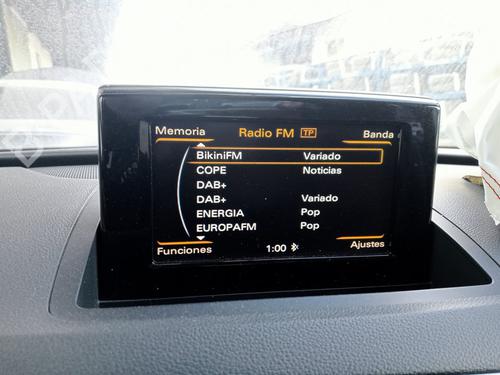 Memoria Radio FM TP Banda
BikiniFM Variado
COPE Noticias
DAB+
DAB+ Variado
ENERGIA Pop
EUROPAFM Pop
Funciones 1:00 Ajustes